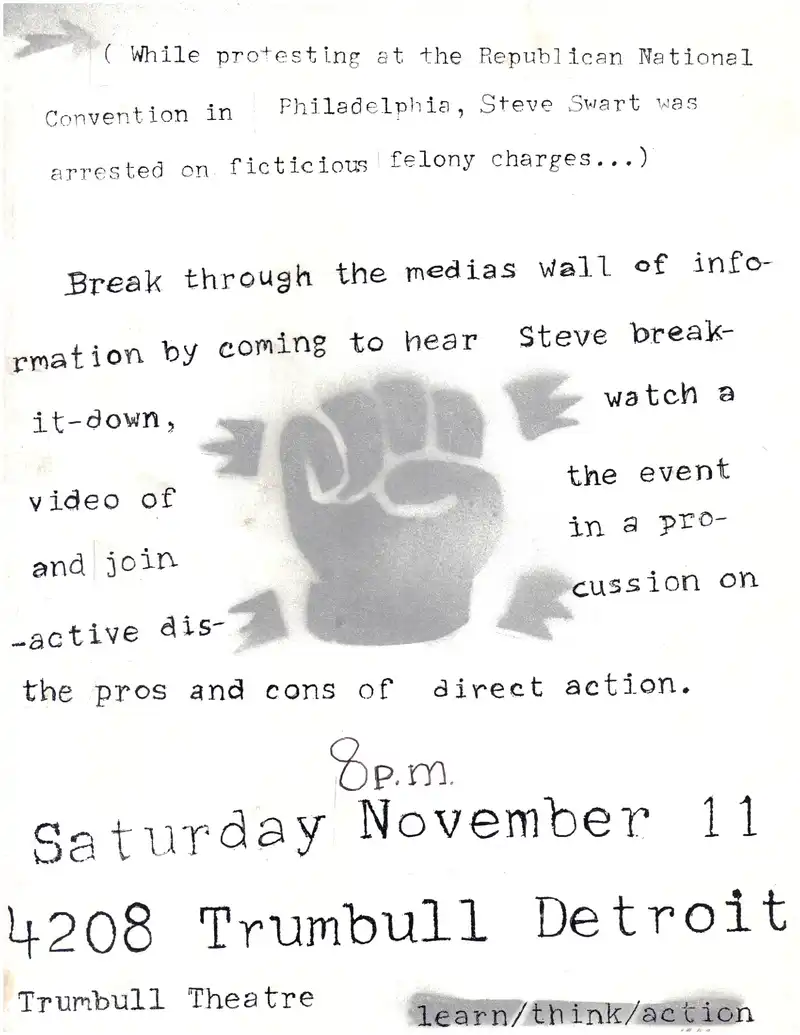 ( While protesting at the Republican National
Convention in Philadelphia, Steve Swart was
arrested on ficticious felony charges...)
Break through the medias wall of info-
rmation by coming to hear Steve break-
it-down, watch a
video of the event
and join in a pro-
-active dis- cussion on
the pros and cons of direct action.
8 p.m.
Saturday November 11
4208 Trumbull Detroit
Trumbull Theatre learn/think/action